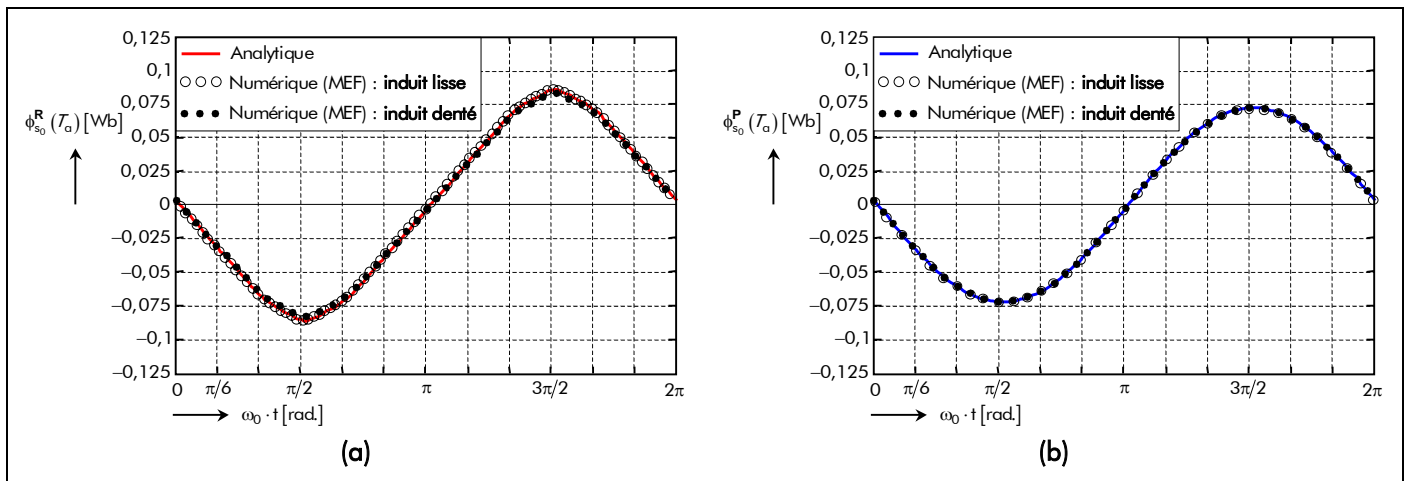 0,125
0,1
0,075
0,05
0,025
0
−0,025
−0,05
−0,075
−0,1
−0,125
ϕ^R_s₀ (T_a) [Wb]
Analytique
Numérique (MEF) : induit lisse
Numérique (MEF) : induit denté
0 π/6 π/2 π 3π/2 2π
ω₀ · t [rad.]
(a)
0,125
0,1
0,075
0,05
0,025
0
−0,025
−0,05
−0,075
−0,1
−0,125
ϕ^P_s₀ (T_a) [Wb]
Analytique
Numérique (MEF) : induit lisse
Numérique (MEF) : induit denté
0 π/6 π/2 π 3π/2 2π
ω₀ · t [rad.]
(b)